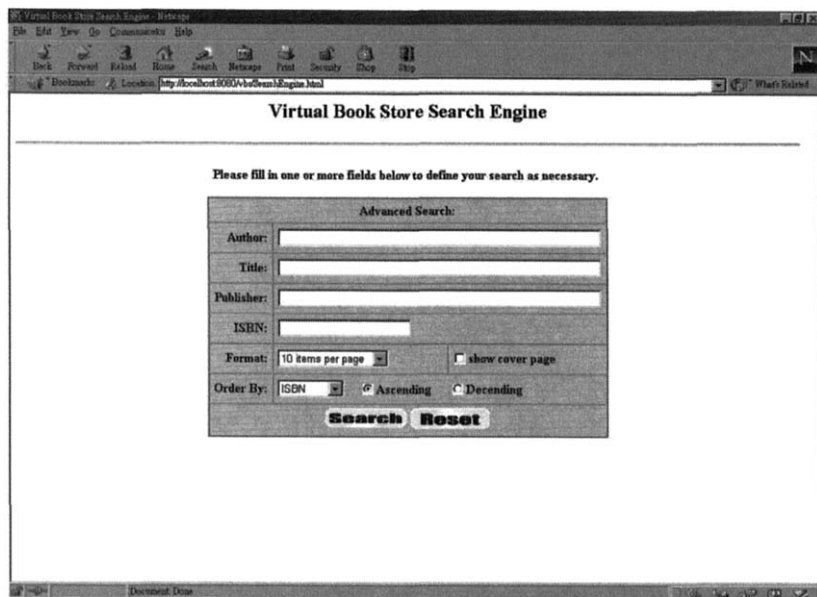 Virtual Book Store Search Engine - Netscape
File Edit View Go Communicator Help
Back Forward Reload Home Search Netscape Print Security Shop Stop
Bookmarks Location: http://localhost:8080/vbs/SearchEngine.html What's Related
N
Virtual Book Store Search Engine
Please fill in one or more fields below to define your search as necessary.
Advanced Search:
Author:
Title:
Publisher:
ISBN:
Format: 10 items per page show cover page
Order By: ISBN Ascending Decending
Search Reset
Document Done